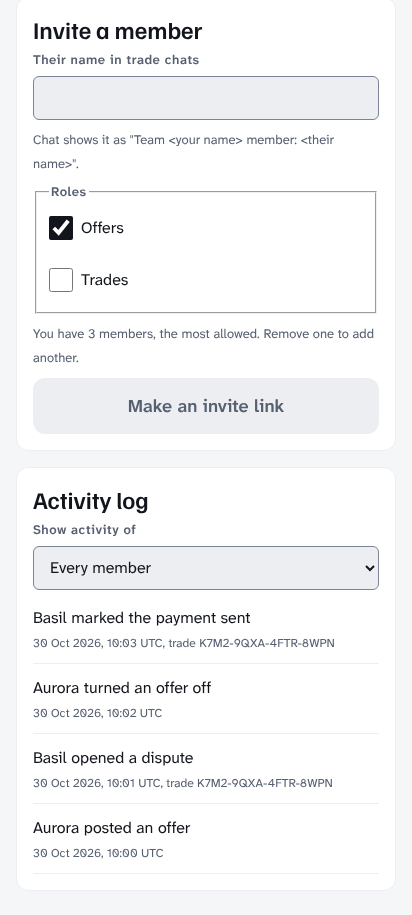 Invite a member
Their name in trade chats
Chat shows it as "Team <your name> member: <their
name>".
Roles
Offers
Trades
You have 3 members, the most allowed. Remove one to add
another.
Make an invite link
Activity log
Show activity of
Every member
Basil marked the payment sent
30 Oct 2026, 10:03 UTC, trade K7M2-9QXA-4FTR-8WPN
Aurora turned an offer off
30 Oct 2026, 10:02 UTC
Basil opened a dispute
30 Oct 2026, 10:01 UTC, trade K7M2-9QXA-4FTR-8WPN
Aurora posted an offer
30 Oct 2026, 10:00 UTC